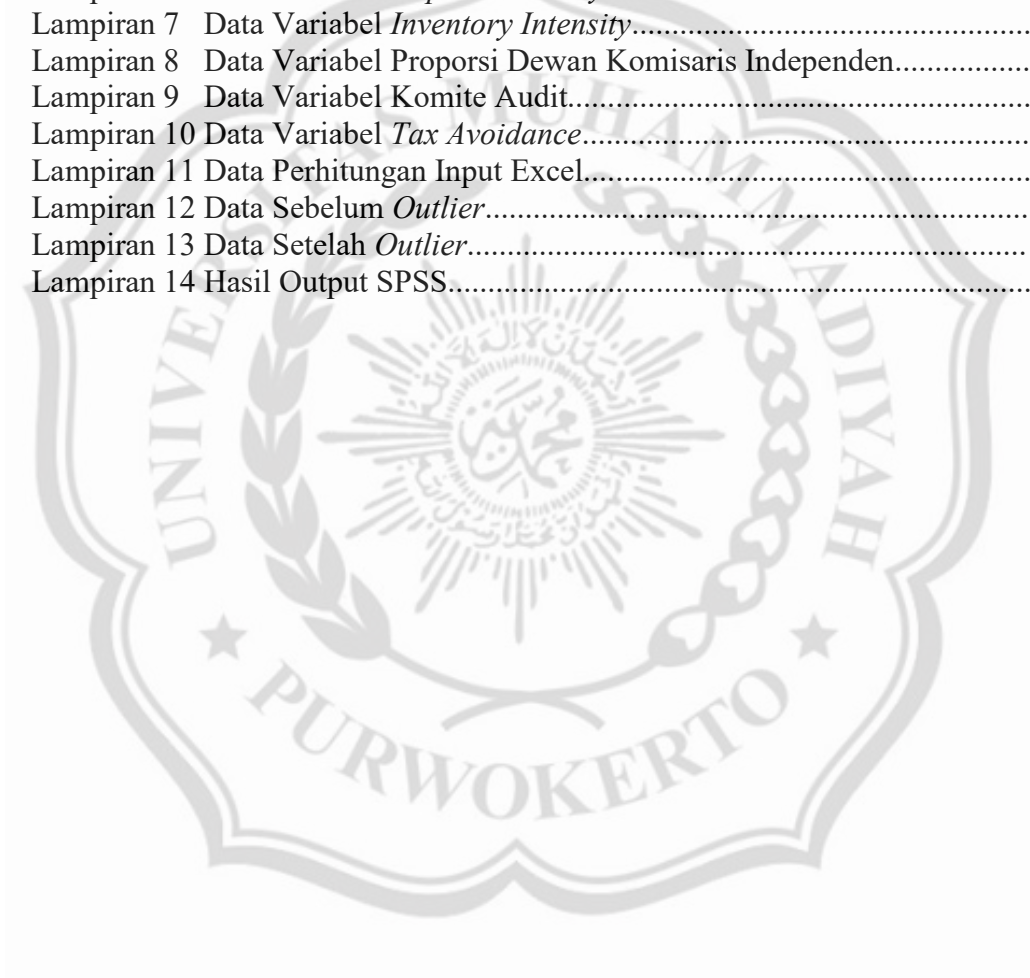 Lampiran 7 Data Variabel Inventory Intensity
Lampiran 8 Data Variabel Proporsi Dewan Komisaris Independen
Lampiran 9 Data Variabel Komite Audit
Lampiran 10 Data Variabel Tax Avoidance
Lampiran 11 Data Perhitungan Input Excel
Lampiran 12 Data Sebelum Outlier
Lampiran 13 Data Setelah Outlier
Lampiran 14 Hasil Output SPSS
UNIVERSITAS MUHAMMADIYAH
PURWOKERTO